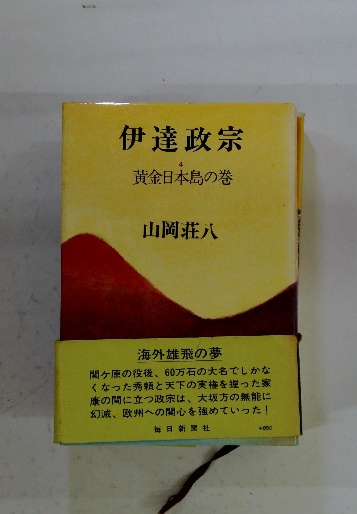 伊達政宗
4
黄金日本島の巻
山岡荘八
海外雄飛の夢
関ケ原の役後、60万石の大名でしかな
くなった秀頼と天下の実権を握った家
康の間に立つ政宗は、大坂方の無能に
幻滅、欧州への関心を強めていった!
毎日新聞社
¥850